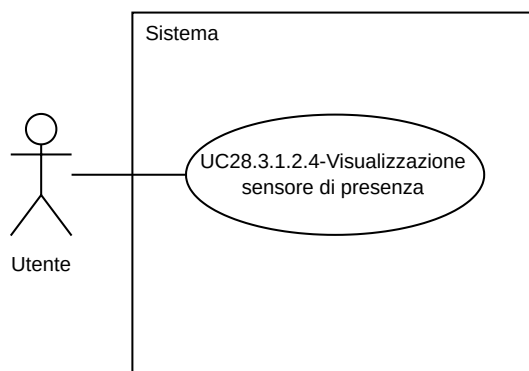 Sistema
UC28.3.1.2.4-Visualizzazione
sensore di presenza
Utente